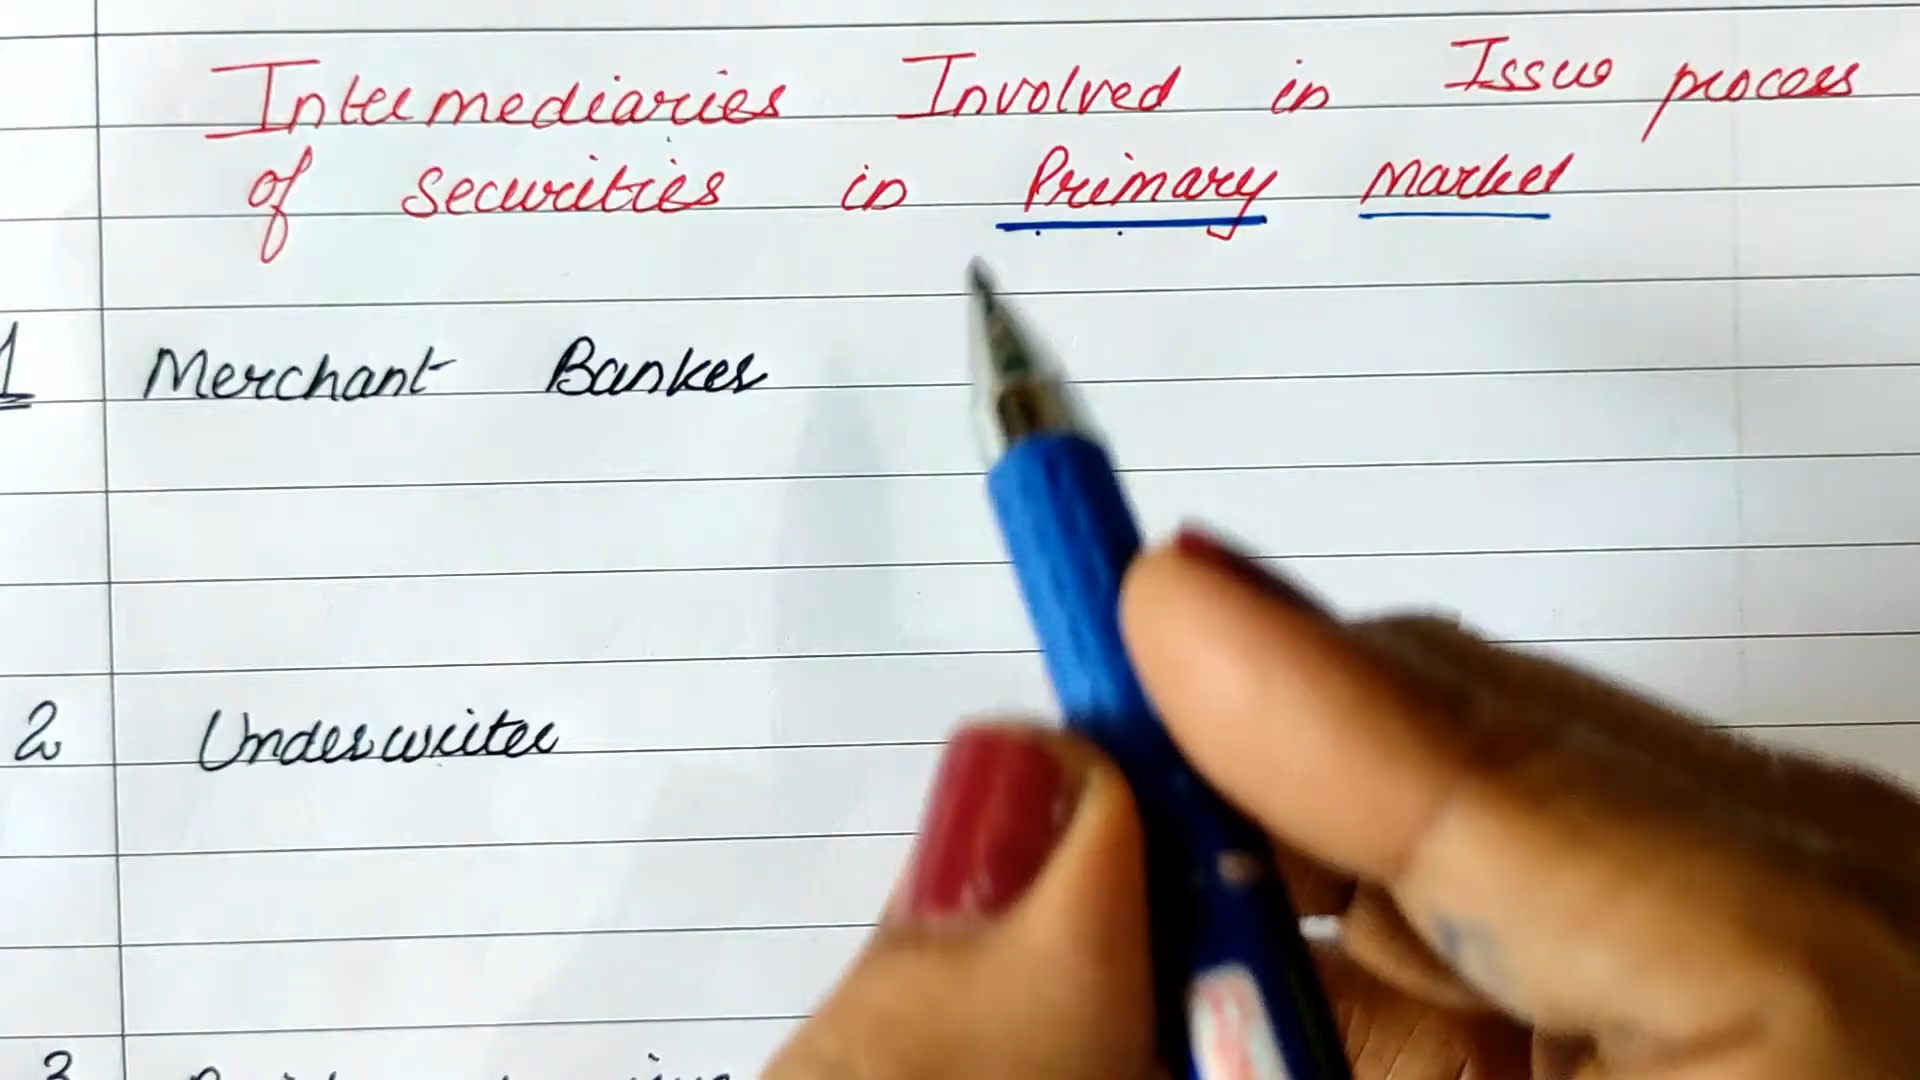 Intermediaries Involved in Issue process
of securities in Primary Market
1 Merchant Banker
2 Underwriter
3